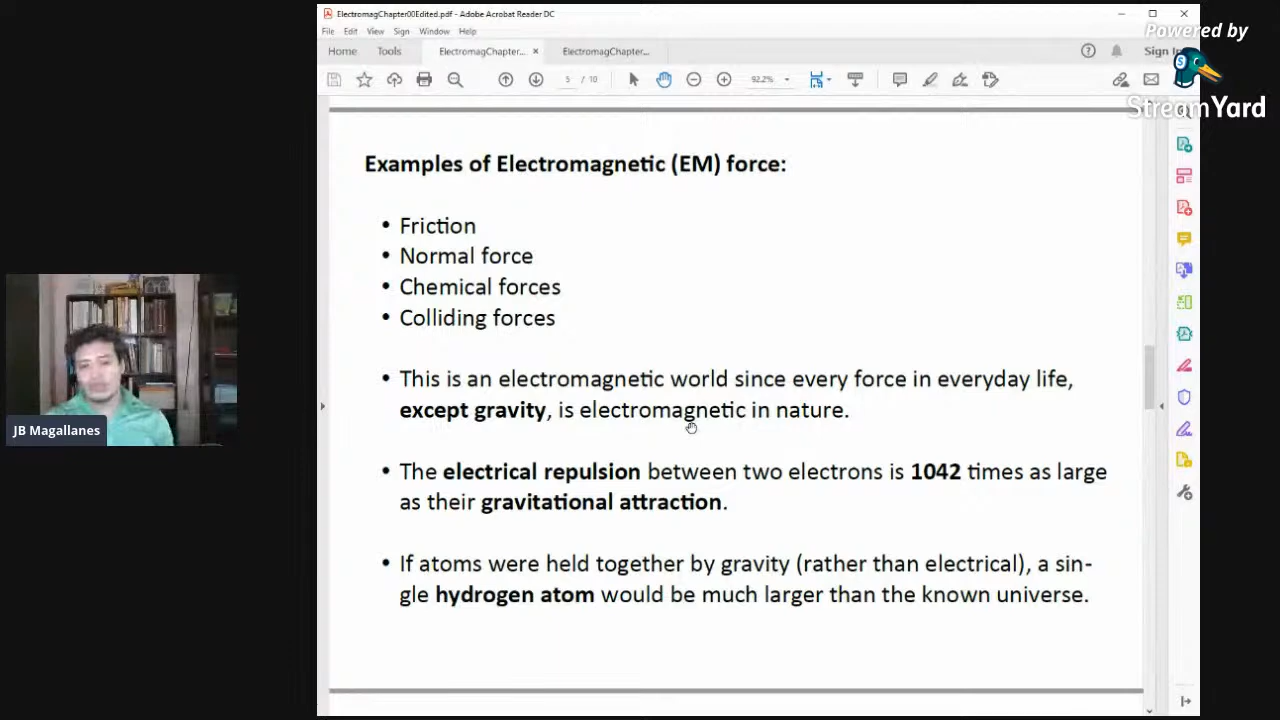 ElectromagChapter00Edited.pdf - Adobe Acrobat Reader DC
File Edit View Sign Window Help
Home Tools ElectromagChapter... × ElectromagChapter... Sign In
5 / 10 92.2%
Powered by
StreamYard
Examples of Electromagnetic (EM) force:
• Friction
• Normal force
• Chemical forces
• Colliding forces
• This is an electromagnetic world since every force in everyday life,
except gravity, is electromagnetic in nature.
• The electrical repulsion between two electrons is 1042 times as large
as their gravitational attraction.
• If atoms were held together by gravity (rather than electrical), a sin-
gle hydrogen atom would be much larger than the known universe.
JB Magallanes